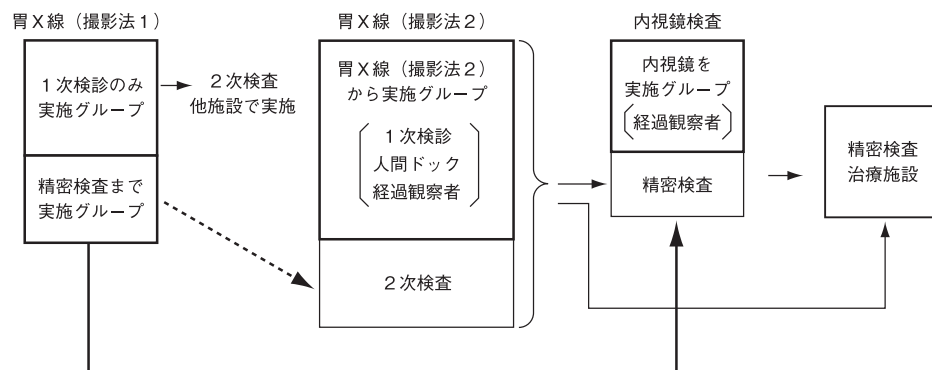 胃X線（撮影法1）
1次検診のみ
実施グループ
2次検査
他施設で実施
精密検査まで
実施グループ
胃X線（撮影法2）
胃X線（撮影法2）
から実施グループ
1次検診
人間ドック
経過観察者
2次検査
内視鏡検査
内視鏡を
実施グループ
経過観察者
精密検査
精密検査
治療施設